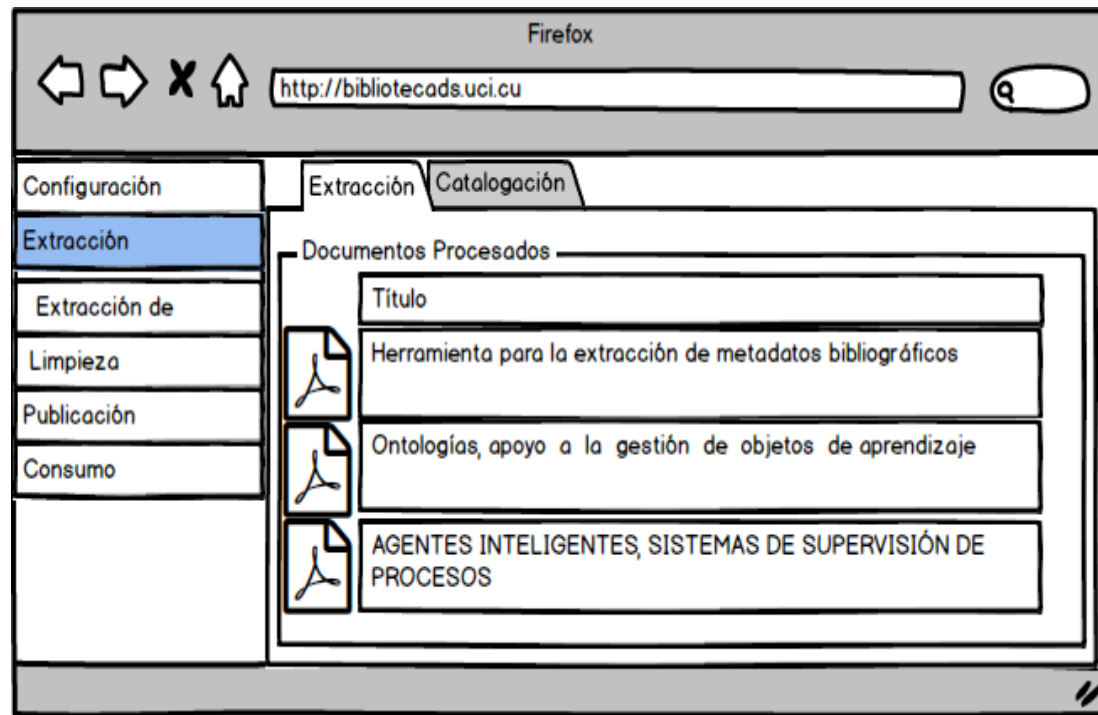 Firefox
http://bibliotecads.uci.cu
Configuración
Extracción
Extracción de
Limpieza
Publicación
Consumo
Extracción
Catalogación
Documentos Procesados
Título
Herramienta para la extracción de metadatos bibliográficos
Ontologías, apoyo a la gestión de objetos de aprendizaje
AGENTES INTELIGENTES, SISTEMAS DE SUPERVISIÓN DE
PROCESOS